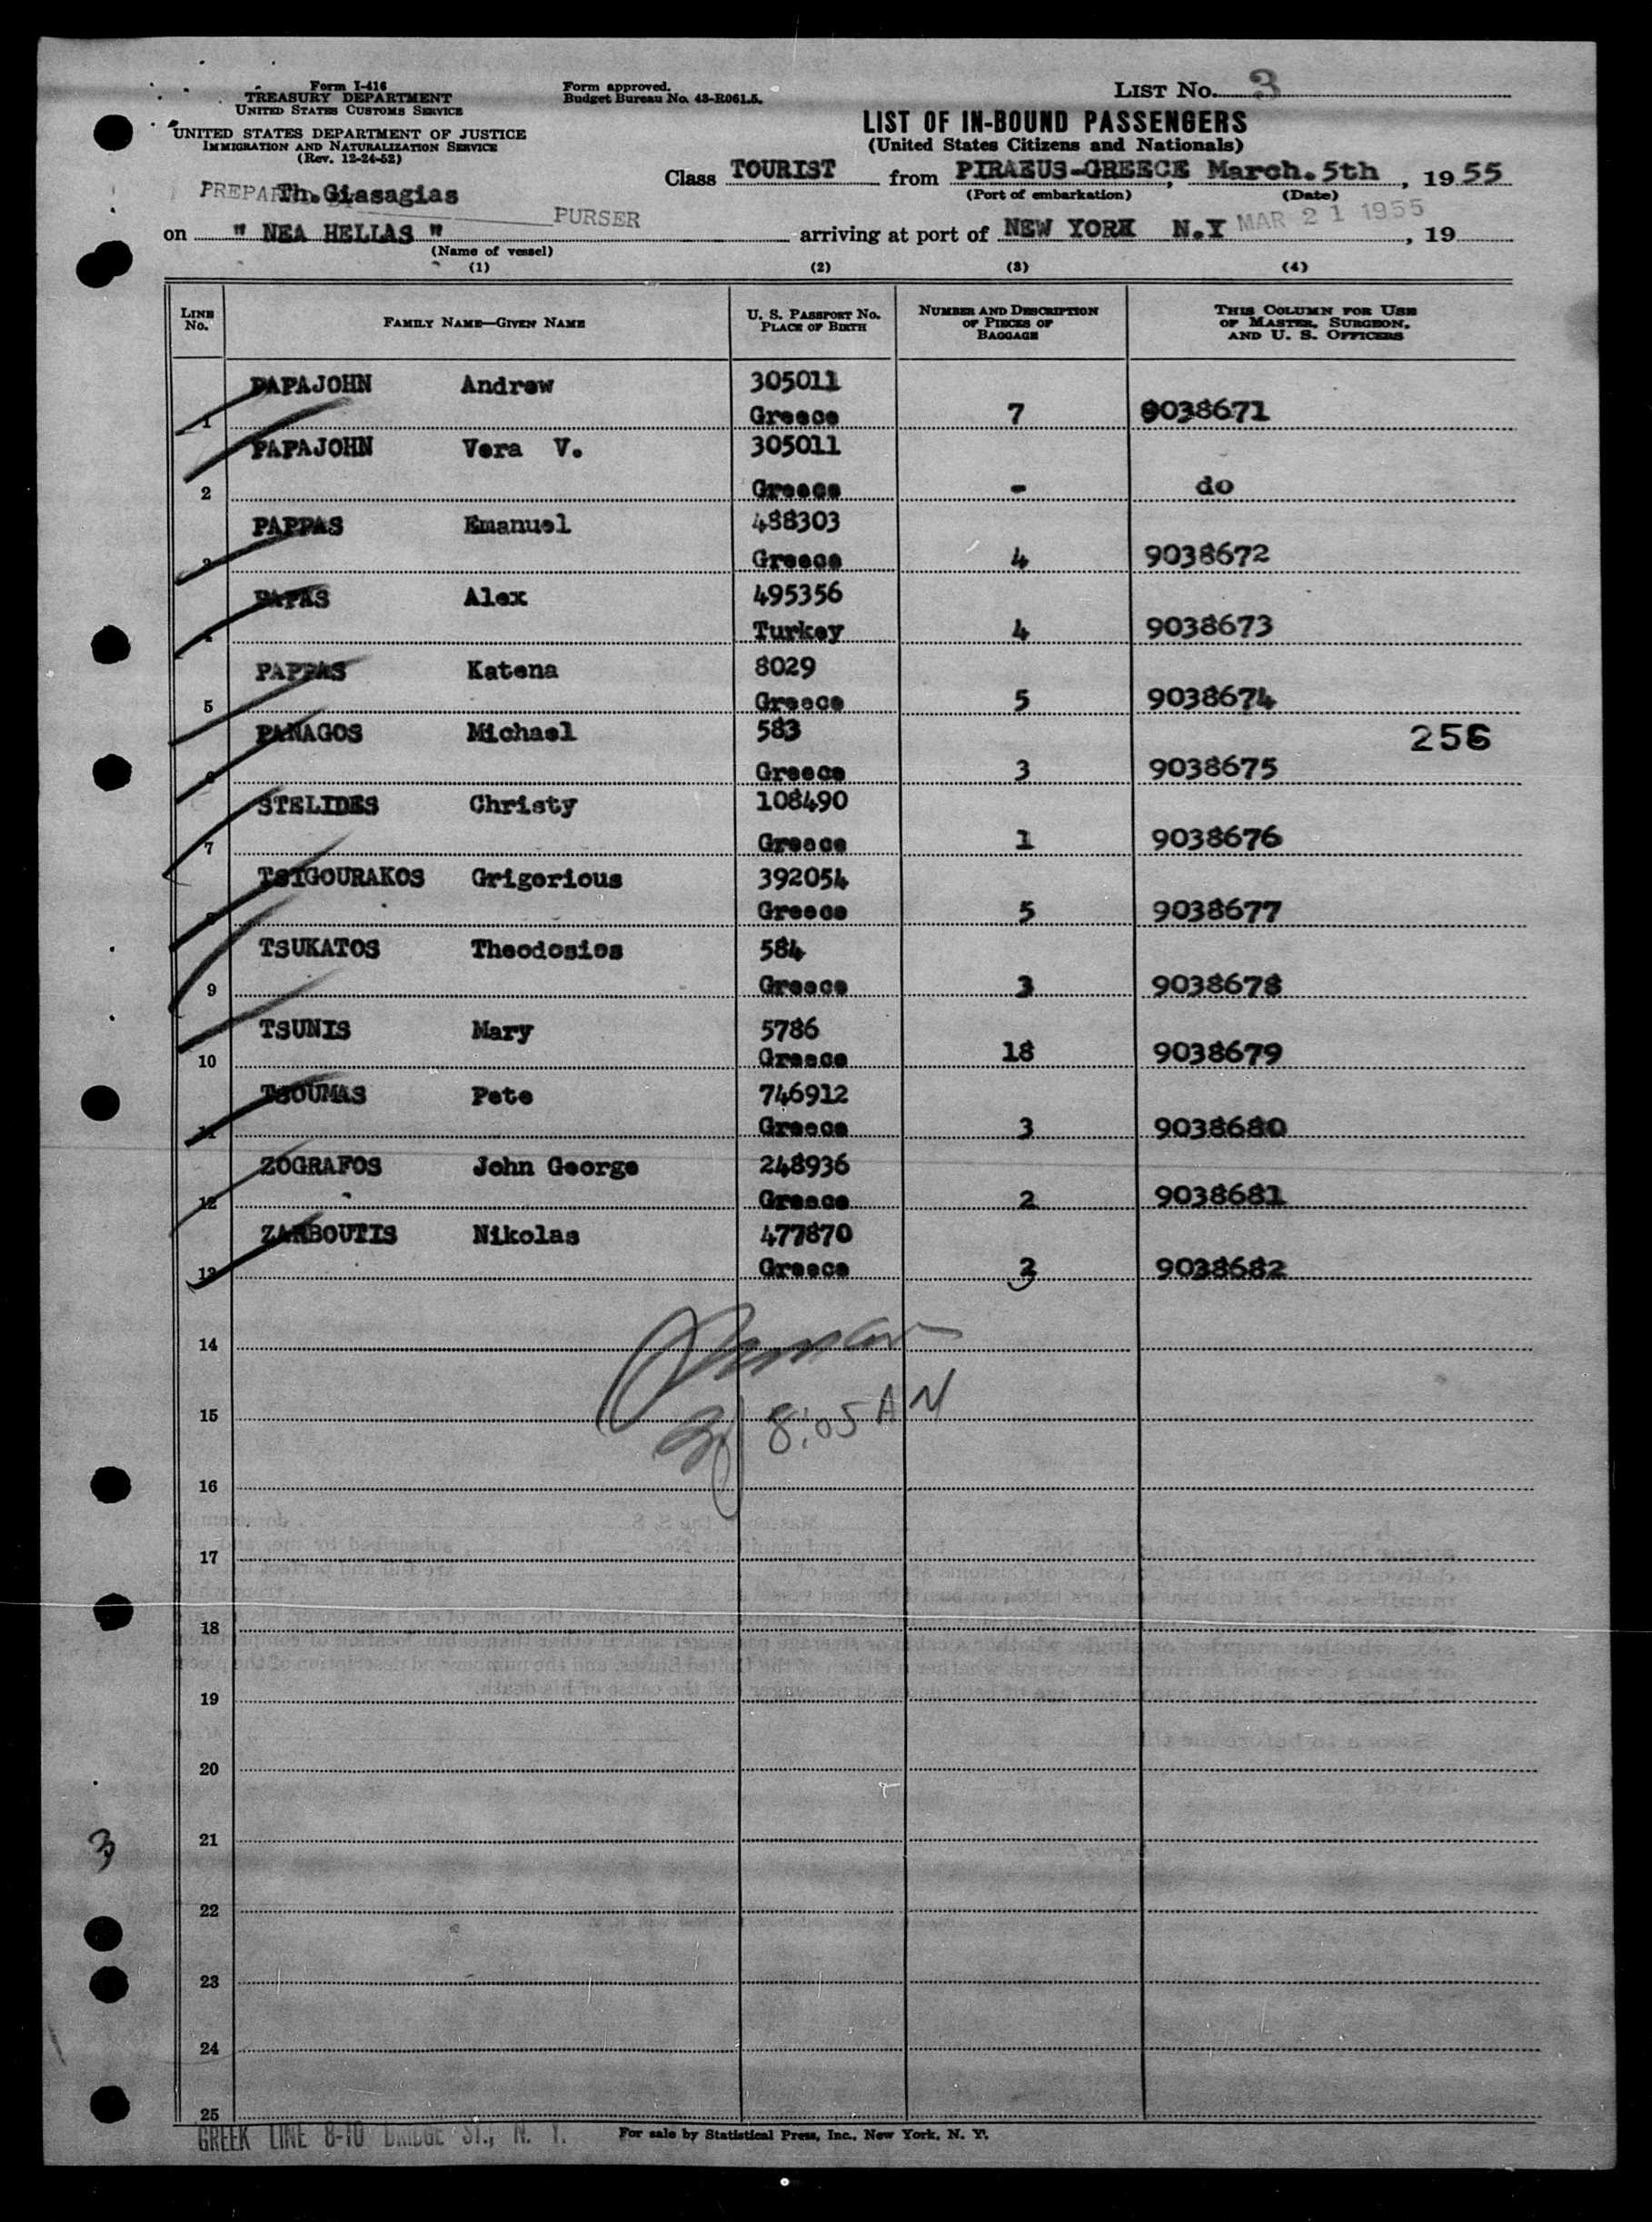 Form I-416
TREASURY DEPARTMENT
UNITED STATES CUSTOMS SERVICE
UNITED STATES DEPARTMENT OF JUSTICE
IMMIGRATION AND NATURALIZATION SERVICE
(Rev. 12-24-52)
Form approved.
Budget Bureau No. 43-R061.5.
LIST NO. 3
LIST OF IN-BOUND PASSENGERS
(United States Citizens and Nationals)
Class TOURIST from PIRAEUS-GREECE, March.5th, 1955
(Port of embarkation) (Date)
Th.Giasagias
PURSER
on " NEA HELLAS " arriving at port of NEW YORK N.Y MAR 21 1955, 19
(Name of vessel)
(1) (2) (3) (4)
LINE NO. FAMILY NAME—GIVEN NAME U. S. PASSPORT NO. PLACE OF BIRTH NUMBER AND DESCRIPTION OF PIECES OF BAGGAGE THIS COLUMN FOR USE OF MASTER, SURGEON, AND U. S. OFFICERS
PAPAJOHN Andrew 305011
1 Greece 7 9038671
PAPAJOHN Vera V. 305011
2 Greece - do
PAPPAS Emanuel 488303
3 Greece 4 9038672
PAPAS Alex 495356
4 Turkey 4 9038673
PAPPAS Katena 8029
5 Greece 5 9038674
PANAGOS Michael 583 256
6 Greece 3 9038675
STELIDES Christy 108490
7 Greece 1 9038676
TSIGOURAKOS Grigorious 392054
8 Greece 5 9038677
TSUKATOS Theodosios 584
9 Greece 3 9038678
TSUNIS Mary 5786
10 Greece 18 9038679
TSOUMAS Pete 746912
11 Greece 3 9038680
ZOGRAFOS John George 248936
12 Greece 2 9038681
ZARBOUTIS Nikolas 477870
13 Greece 3 9038682
14
8:05 AM
15
16
17
18
19
20
21
3
22
23
24
25
GREEK LINE 8-10 BRIDGE ST., N. Y.
For sale by Statistical Press, Inc., New York, N. Y.